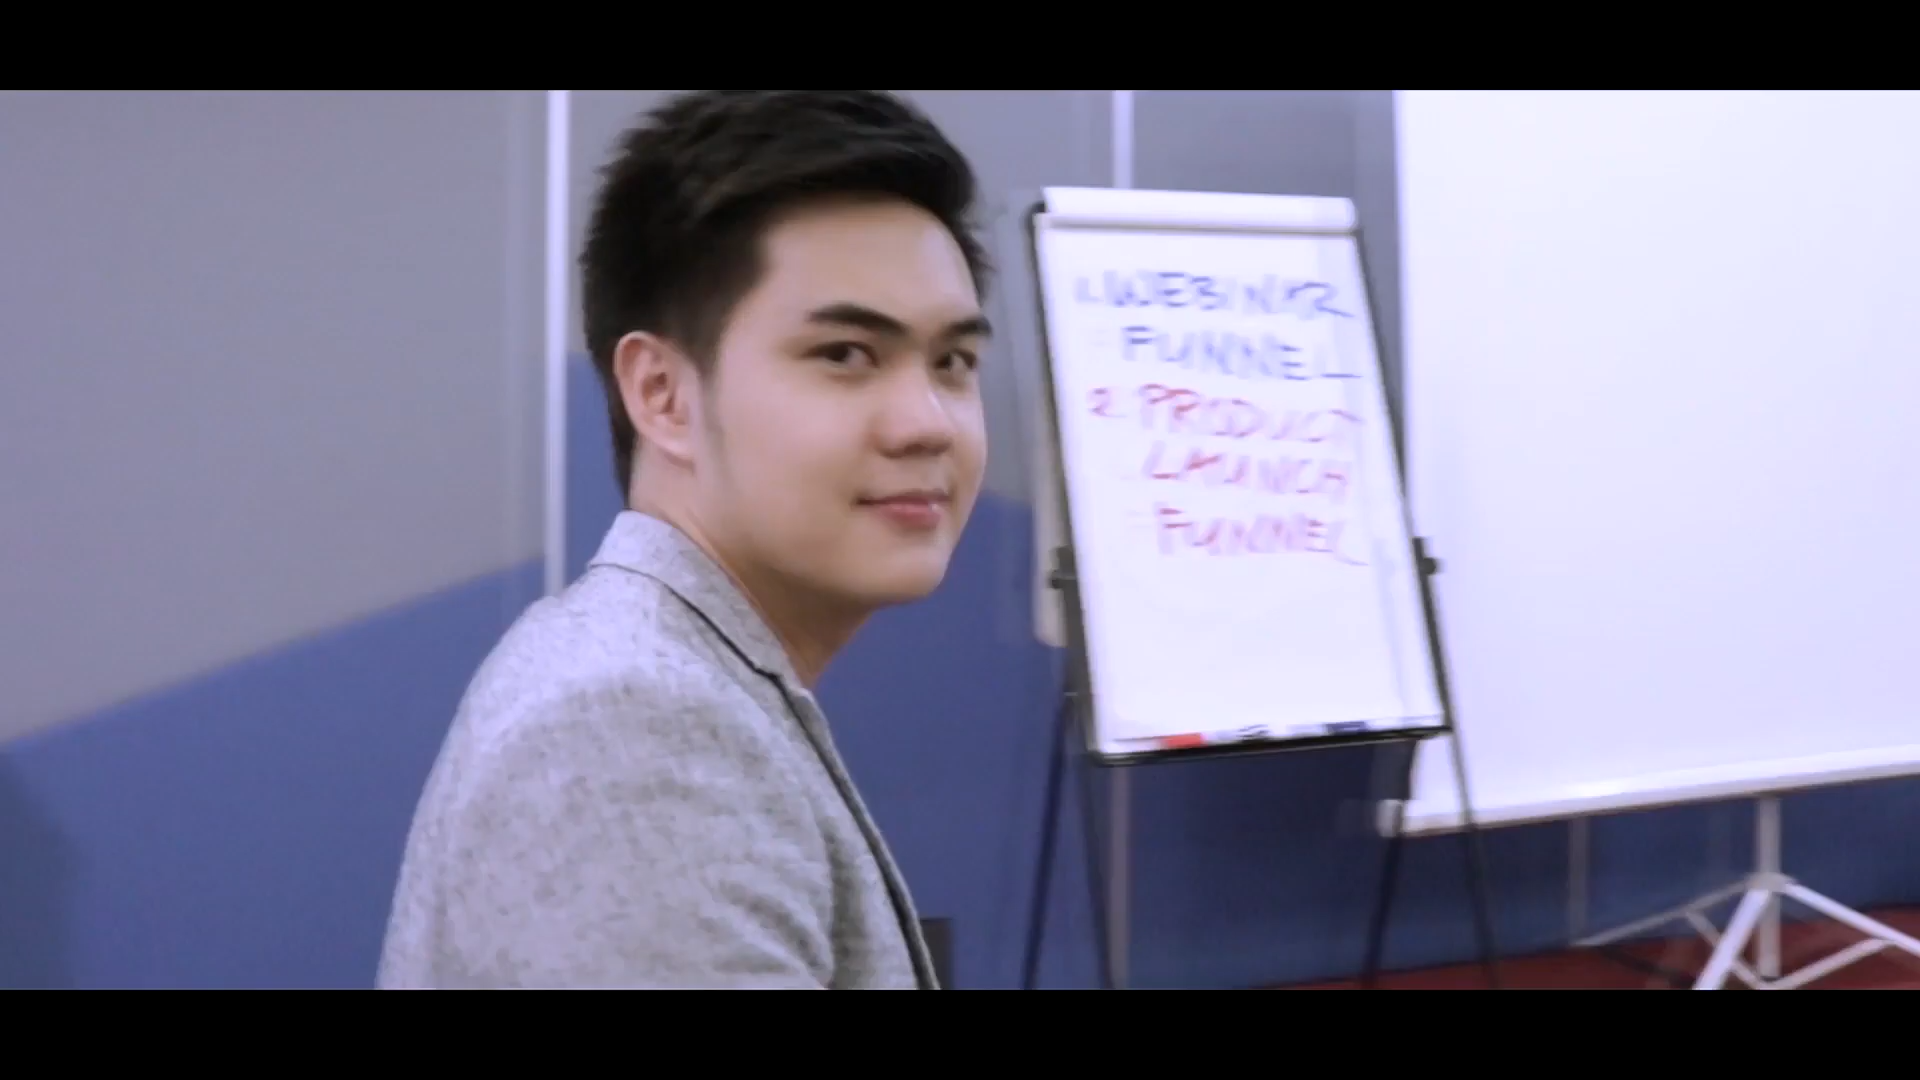 1. WEBINAR
FUNNEL
2. PRODUCT
LAUNCH
FUNNEL